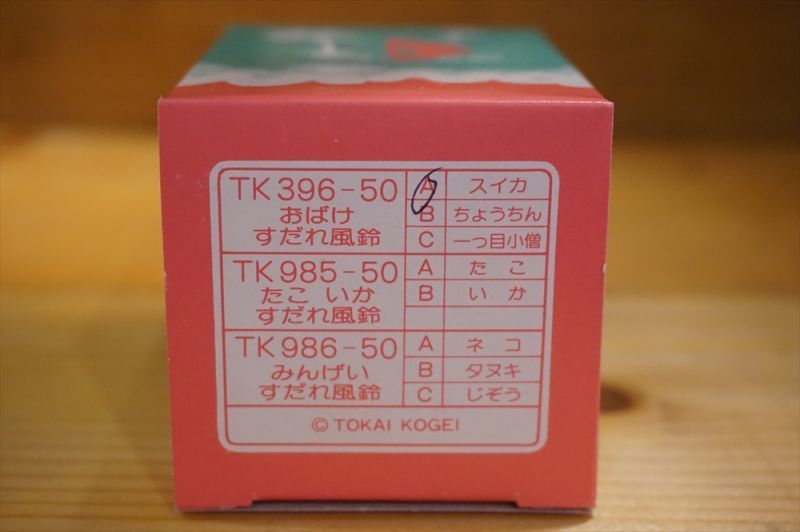 TK396-50 A スイカ
おばけ B ちょうちん
すだれ風鈴 C 一つ目小僧
TK985-50 A たこ
たこ いか B いか
すだれ風鈴
TK986-50 A ネコ
みんげい B タヌキ
すだれ風鈴 C じぞう
© TOKAI KOGEI